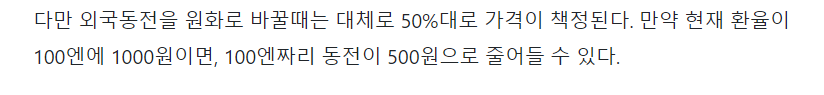 다만 외국동전을 원화로 바꿀때는 대체로 50%대로 가격이 책정된다. 만약 현재 환율이
100엔에 1000원이면, 100엔짜리 동전이 500원으로 줄어들 수 있다.